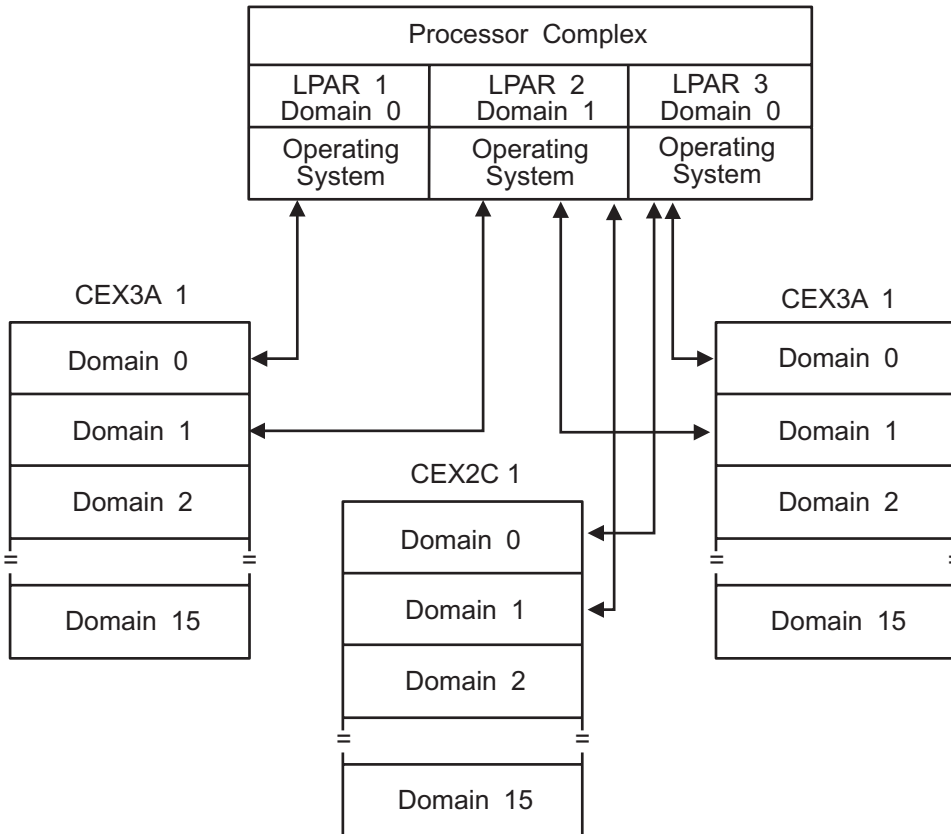 Processor Complex
LPAR 1
Domain 0
LPAR 2
Domain 1
LPAR 3
Domain 0
Operating
System
Operating
System
Operating
System
CEX3A 1
Domain 0
Domain 1
Domain 2
=
=
Domain 15
CEX2C 1
Domain 0
Domain 1
Domain 2
=
=
Domain 15
CEX3A 1
Domain 0
Domain 1
Domain 2
=
=
Domain 15